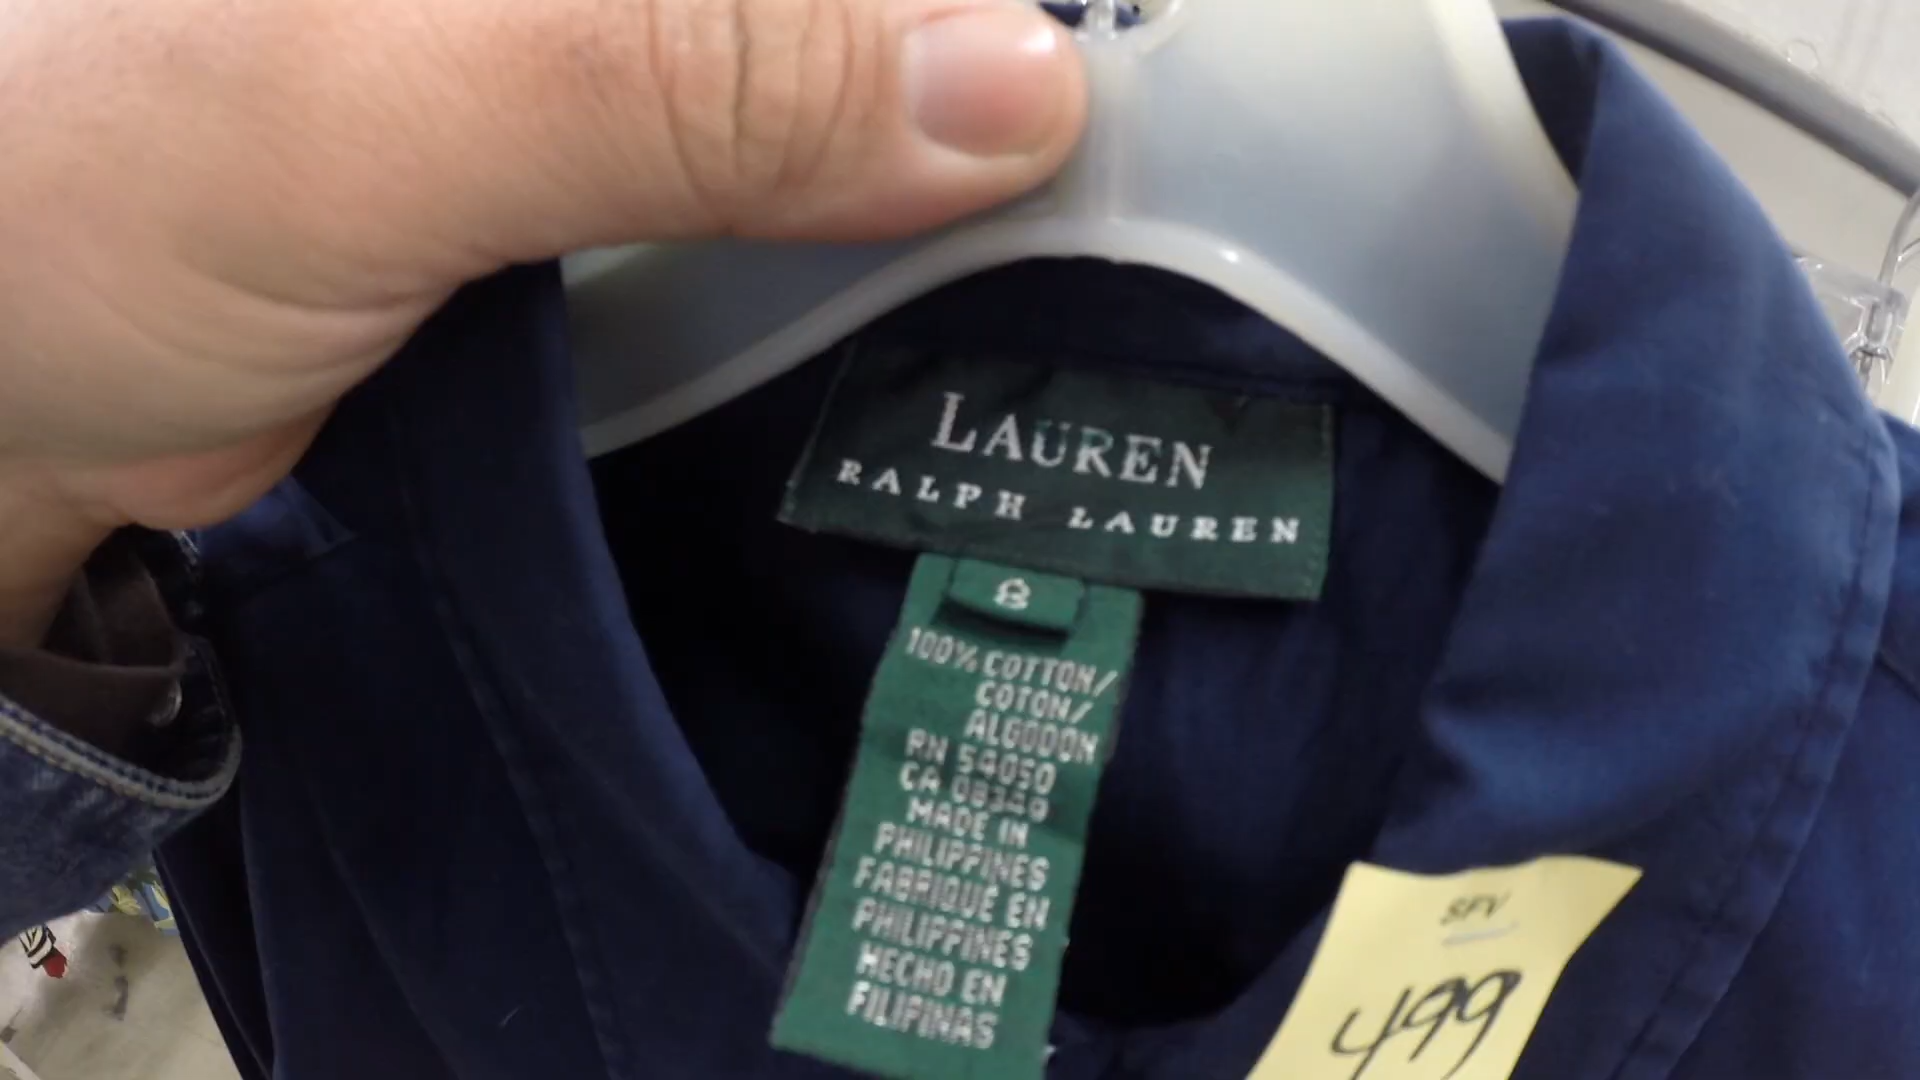 LAUREN
RALPH LAUREN
8
100% COTTON/
COTON/
ALGODON
RN 54050
CA 08349
MADE IN
PHILIPPINES
FABRIQUE EN
PHILIPPINES
HECHO EN
FILIPINAS
SFV
499